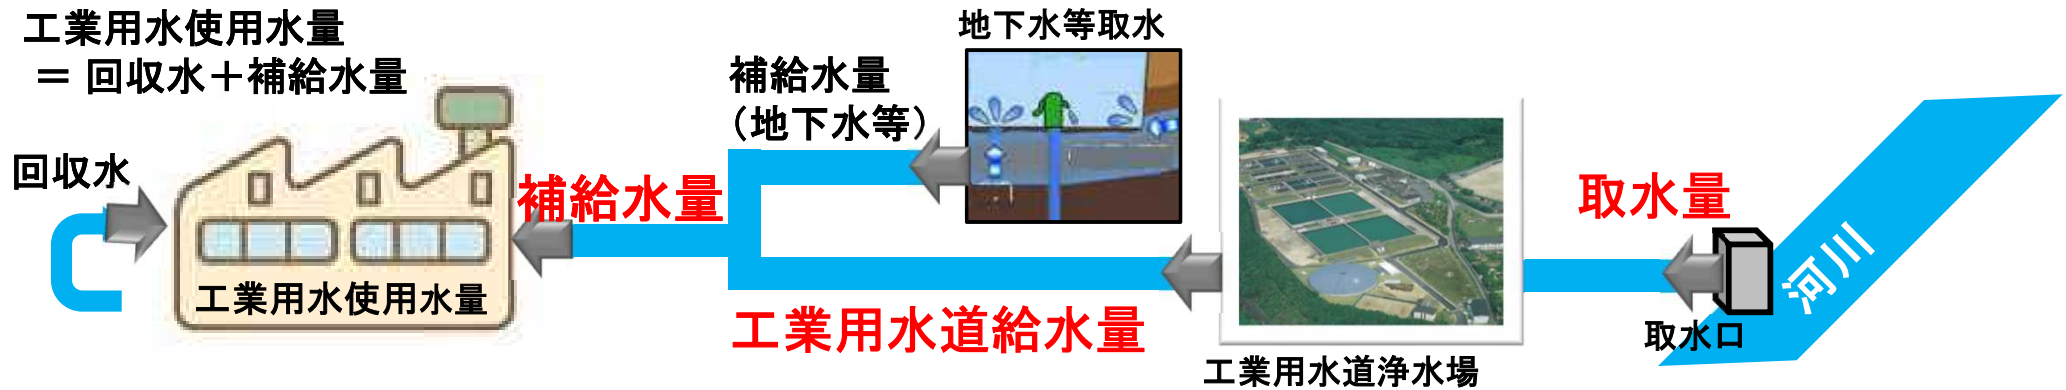 工業用水使用水量
＝ 回収水＋補給水量
回収水
工業用水使用水量
補給水量
補給水量
（地下水等）
地下水等取水
工業用水道給水量
工業用水道浄水場
取水量
取水口
河川